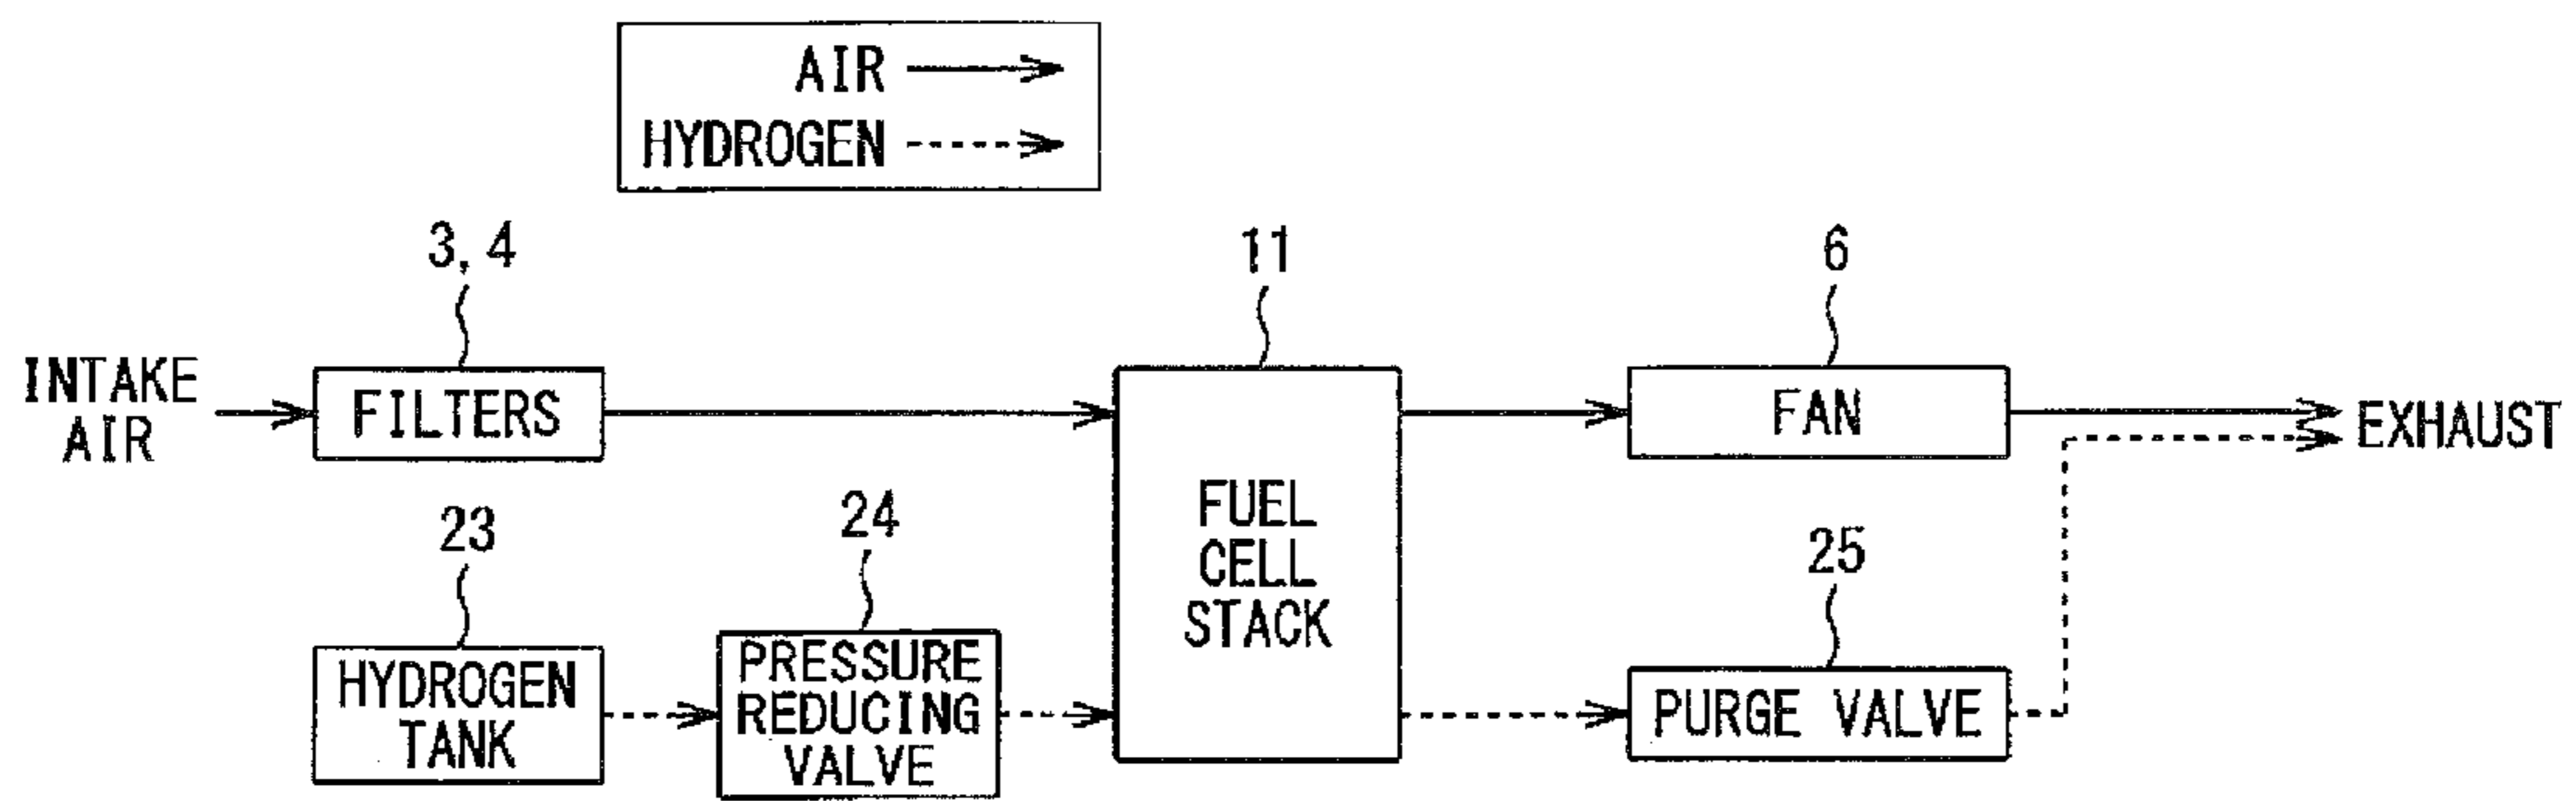 AIR
HYDROGEN
3, 4
11
6
INTAKE
AIR
FILTERS
FAN
EXHAUST
23
24
FUEL
CELL
STACK
25
HYDROGEN
TANK
PRESSURE
REDUCING
VALVE
PURGE VALVE